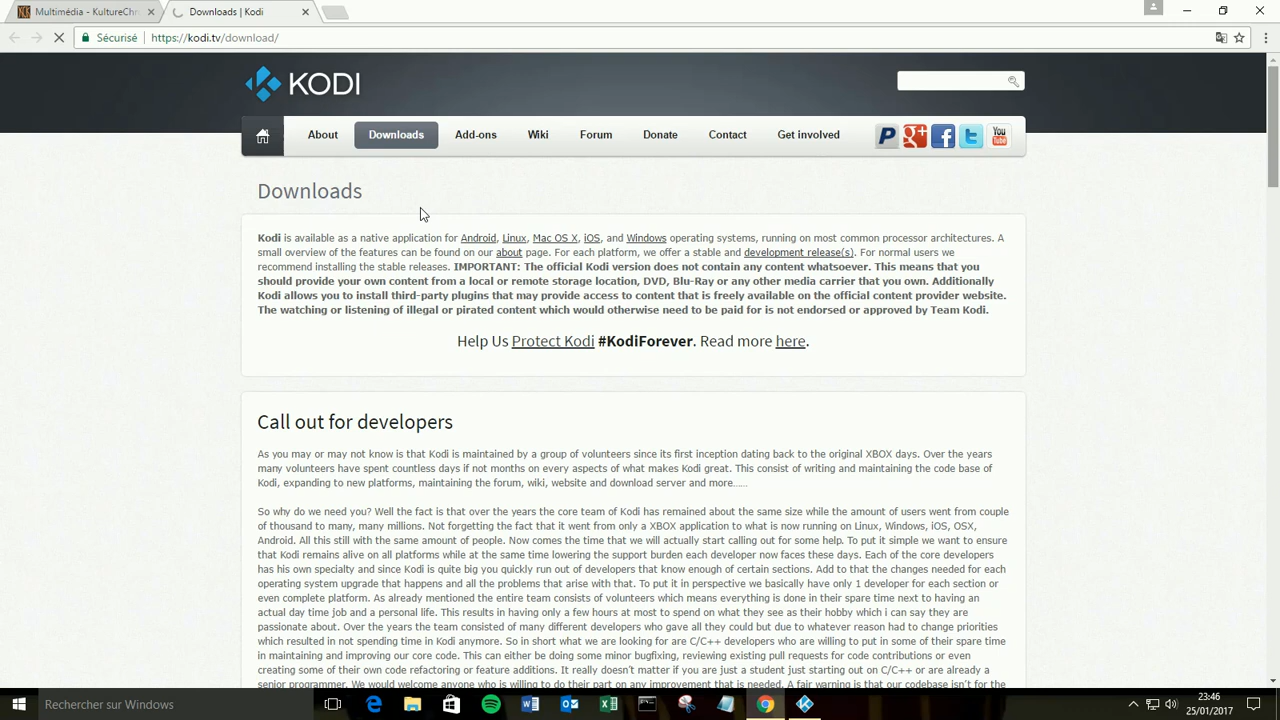 Multimédia - KultureChr
Downloads | Kodi
Sécurisé
https://kodi.tv/download/
KODI
About
Downloads
Add-ons
Wiki
Forum
Donate
Contact
Get involved
You
Tube
Downloads
Kodi is available as a native application for Android, Linux, Mac OS X, iOS, and Windows operating systems, running on most common processor architectures. A
small overview of the features can be found on our about page. For each platform, we offer a stable and development release(s). For normal users we
recommend installing the stable releases. IMPORTANT: The official Kodi version does not contain any content whatsoever. This means that you
should provide your own content from a local or remote storage location, DVD, Blu-Ray or any other media carrier that you own. Additionally
Kodi allows you to install third-party plugins that may provide access to content that is freely available on the official content provider website.
The watching or listening of illegal or pirated content which would otherwise need to be paid for is not endorsed or approved by Team Kodi.
Help Us Protect Kodi #KodiForever. Read more here.
Call out for developers
As you may or may not know is that Kodi is maintained by a group of volunteers since its first inception dating back to the original XBOX days. Over the years
many volunteers have spent countless days if not months on every aspects of what makes Kodi great. This consist of writing and maintaining the code base of
Kodi, expanding to new platforms, maintaining the forum, wiki, website and download server and more......
So why do we need you? Well the fact is that over the years the core team of Kodi has remained about the same size while the amount of users went from couple
of thousand to many, many millions. Not forgetting the fact that it went from only a XBOX application to what is now running on Linux, Windows, iOS, OSX,
Android. All this still with the same amount of people. Now comes the time that we will actually start calling out for some help. To put it simple we want to ensure
that Kodi remains alive on all platforms while at the same time lowering the support burden each developer now faces these days. Each of the core developers
has his own specialty and since Kodi is quite big you quickly run out of developers that know enough of certain sections. Add to that the changes needed for each
operating system upgrade that happens and all the problems that arise with that. To put it in perspective we basically have only 1 developer for each section or
even complete platform. As already mentioned the entire team consists of volunteers which means everything is done in their spare time next to having an
actual day time job and a personal life. This results in having only a few hours at most to spend on what they see as their hobby which i can say they are
passionate about. Over the years the team consisted of many different developers who gave all they could but due to whatever reason had to change priorities
which resulted in not spending time in Kodi anymore. So in short what we are looking for are C/C++ developers who are willing to put in some of their spare time
in maintaining and improving our core code. This can either be doing some minor bugfixing, reviewing existing pull requests for code contributions or even
creating some of their own code refactoring or feature additions. It really doesn't matter if you are just a student just starting out on C/C++ or are already a
senior programmer. We would welcome anyone who is willing to do their part on any improvement that is needed. A fair warning is that our codebase isn't for the
Rechercher sur Windows
23:46
25/01/2017